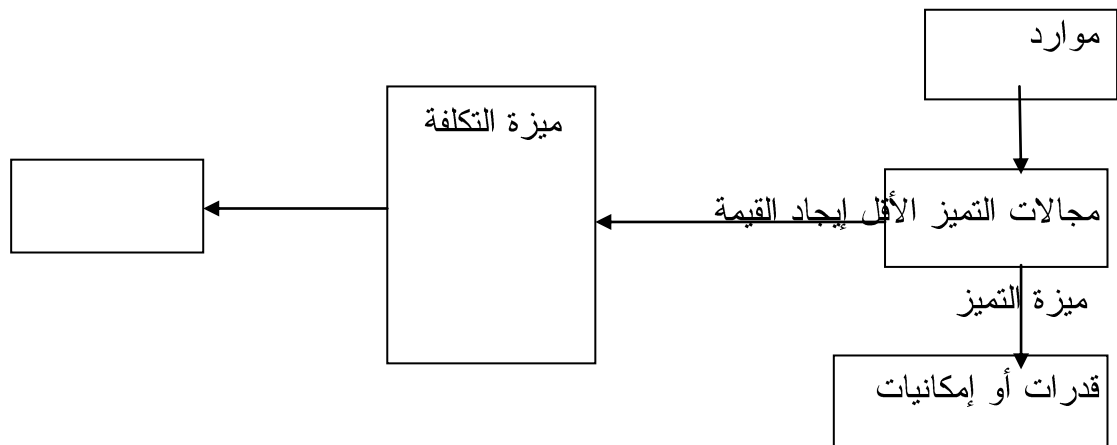 موارد
ميزة التكلفة
مجالات التميز الأقل إيجاد القيمة
ميزة التميز
قدرات أو إمكانيات